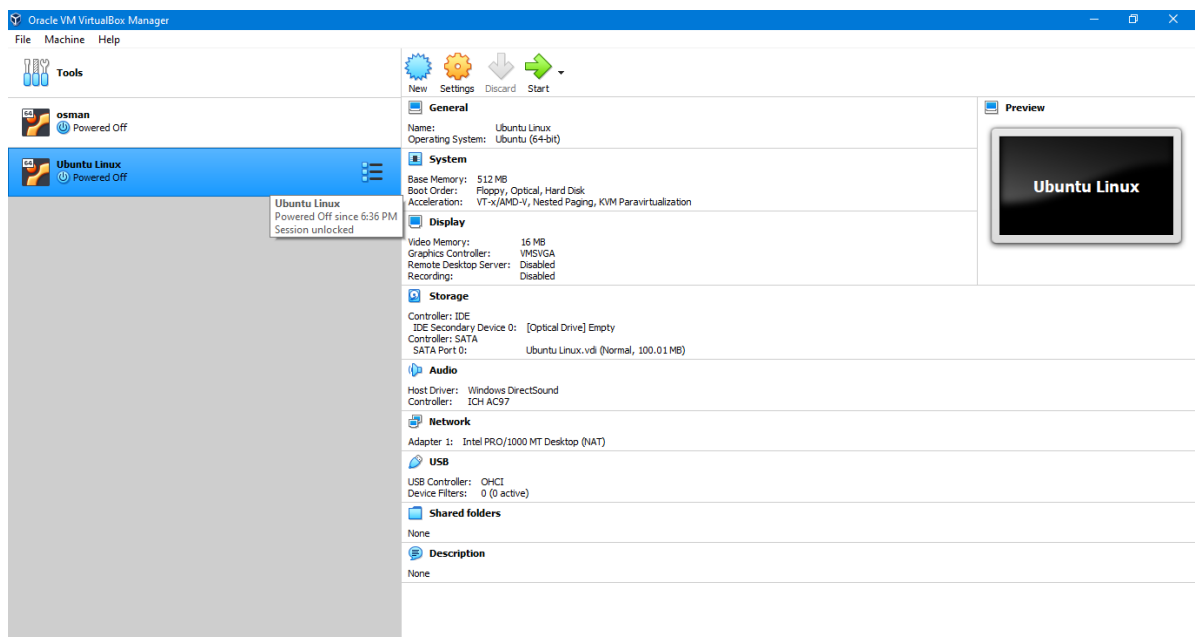 Oracle VM VirtualBox Manager
File Machine Help
Tools
64
osman
Powered Off
64
Ubuntu Linux
Powered Off
Ubuntu Linux
Powered Off since 6:36 PM
Session unlocked
New Settings Discard Start
General
Name: Ubuntu Linux
Operating System: Ubuntu (64-bit)
System
Base Memory: 512 MB
Boot Order: Floppy, Optical, Hard Disk
Acceleration: VT-x/AMD-V, Nested Paging, KVM Paravirtualization
Display
Video Memory: 16 MB
Graphics Controller: VMSVGA
Remote Desktop Server: Disabled
Recording: Disabled
Storage
Controller: IDE
IDE Secondary Device 0: [Optical Drive] Empty
Controller: SATA
SATA Port 0: Ubuntu Linux.vdi (Normal, 100.01 MB)
Audio
Host Driver: Windows DirectSound
Controller: ICH AC97
Network
Adapter 1: Intel PRO/1000 MT Desktop (NAT)
USB
USB Controller: OHCI
Device Filters: 0 (0 active)
Shared folders
None
Description
None
Preview
Ubuntu Linux